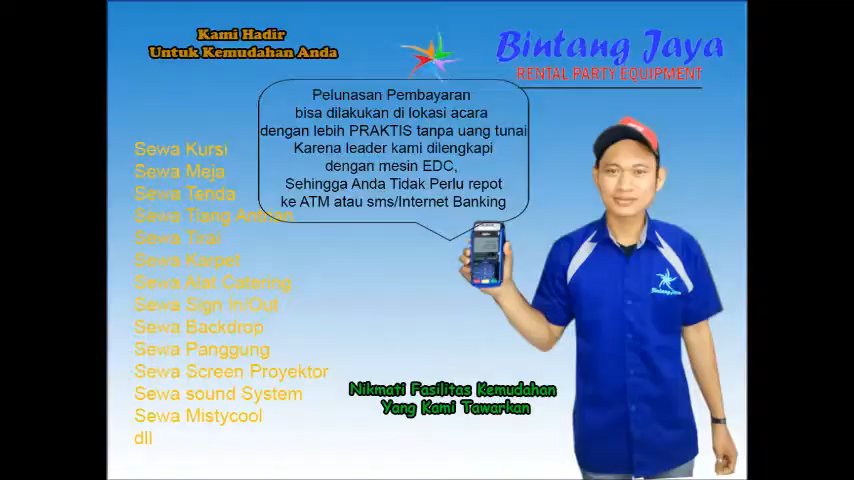 Kami Hadir
Untuk Kemudahan Anda
Bintang Jaya
RENTAL PARTY EQUIPMENT
Pelunasan Pembayaran
bisa dilakukan di lokasi acara
dengan lebih PRAKTIS tanpa uang tunai
Karena leader kami dilengkapi
dengan mesin EDC,
Sehingga Anda Tidak Perlu repot
ke ATM atau sms/Internet Banking
Sewa Kursi
Sewa Meja
Sewa Tenda
Sewa Tiang Antrian
Sewa Tirai
Sewa Karpet
Sewa Alat Catering
Sewa Sign In/Out
Sewa Backdrop
Sewa Panggung
Sewa Screen Proyektor
Sewa sound System
Sewa Mistycool
dll
Bintang Jaya
Nikmati Fasilitas Kemudahan
Yang Kami Tawarkan